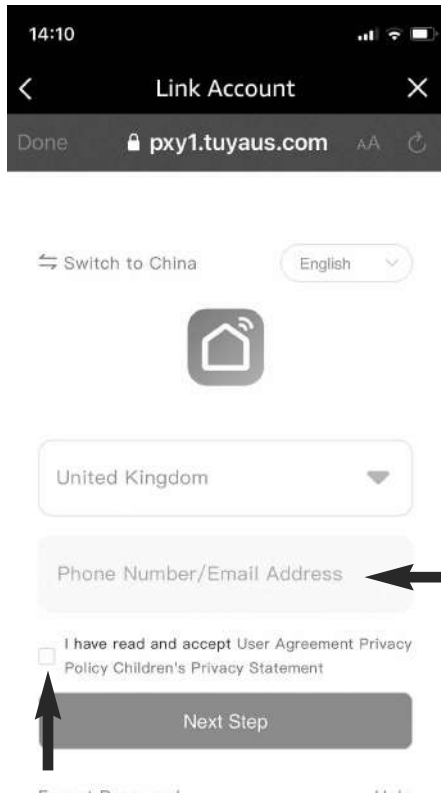 14:10
Link Account
Done pxy1.tuyaus.com AA
Switch to China English
United Kingdom
Phone Number/Email Address
I have read and accept User Agreement Privacy
Policy Children's Privacy Statement
Next Step